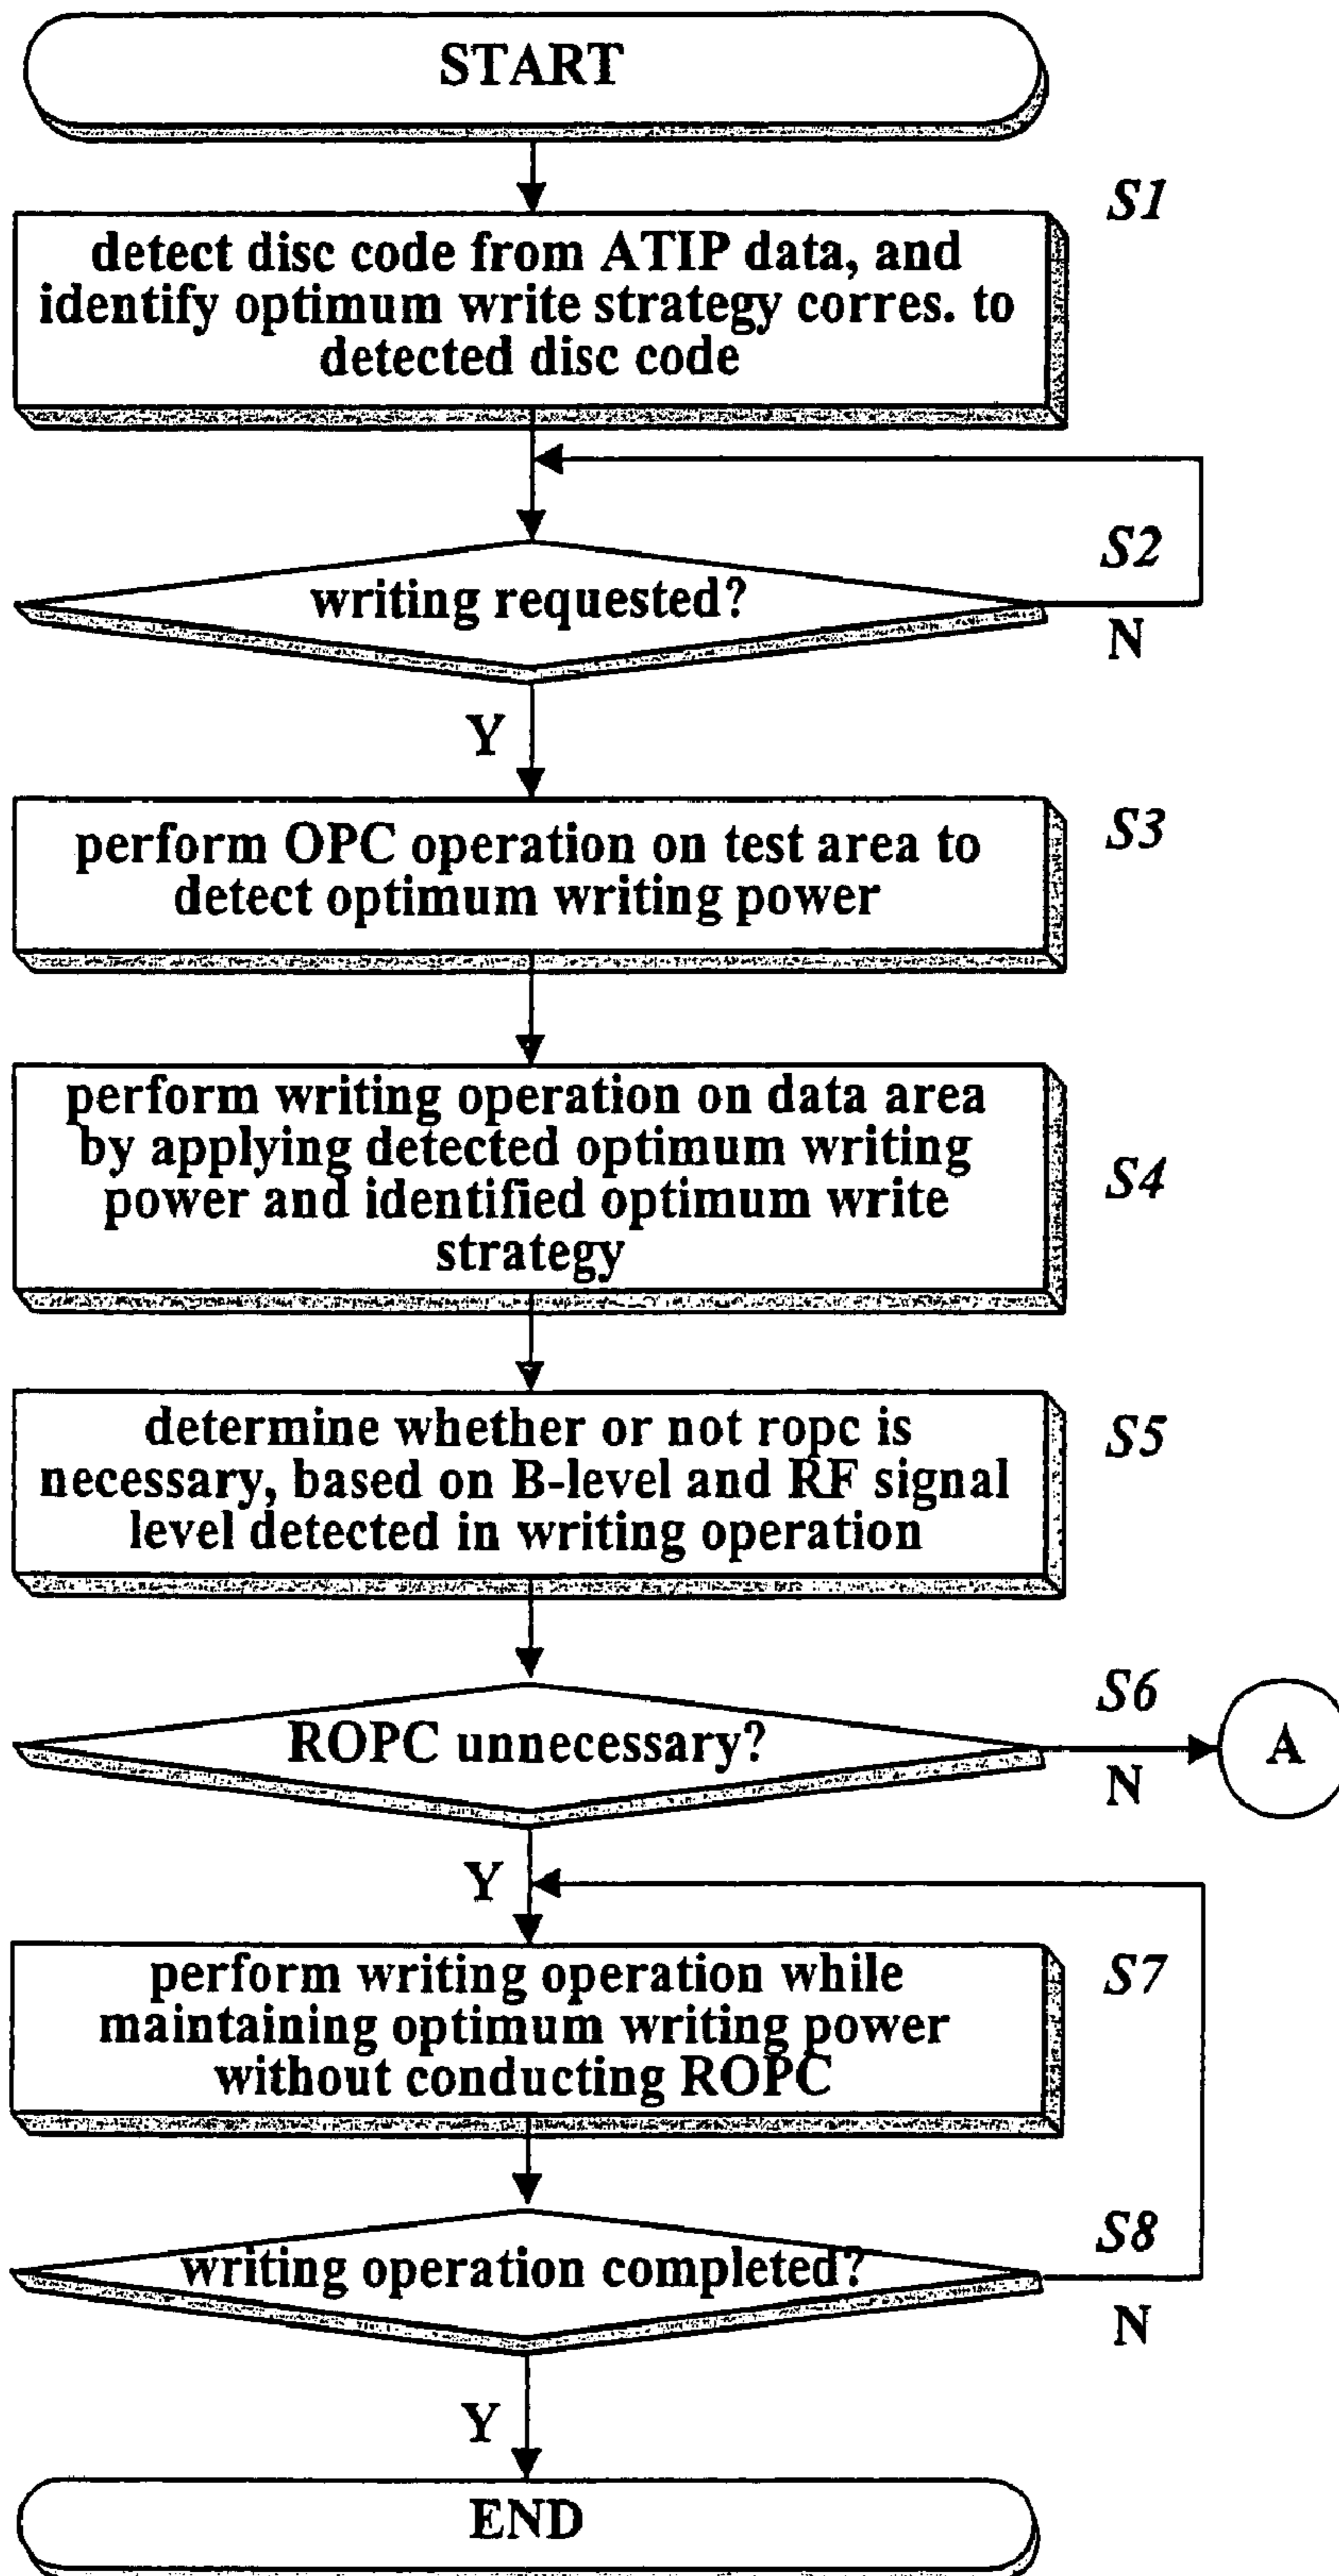 START
S1
detect disc code from ATIP data, and
identify optimum write strategy corres. to
detected disc code
S2
writing requested?
N
Y
S3
perform OPC operation on test area to
detect optimum writing power
perform writing operation on data area
by applying detected optimum writing
S4
power and identified optimum write
strategy
determine whether or not ropc is
S5
necessary, based on B-level and RF signal
level detected in writing operation
S6
ROPC unnecessary?
A
N
Y
perform writing operation while
S7
maintaining optimum writing power
without conducting ROPC
S8
writing operation completed?
N
Y
END